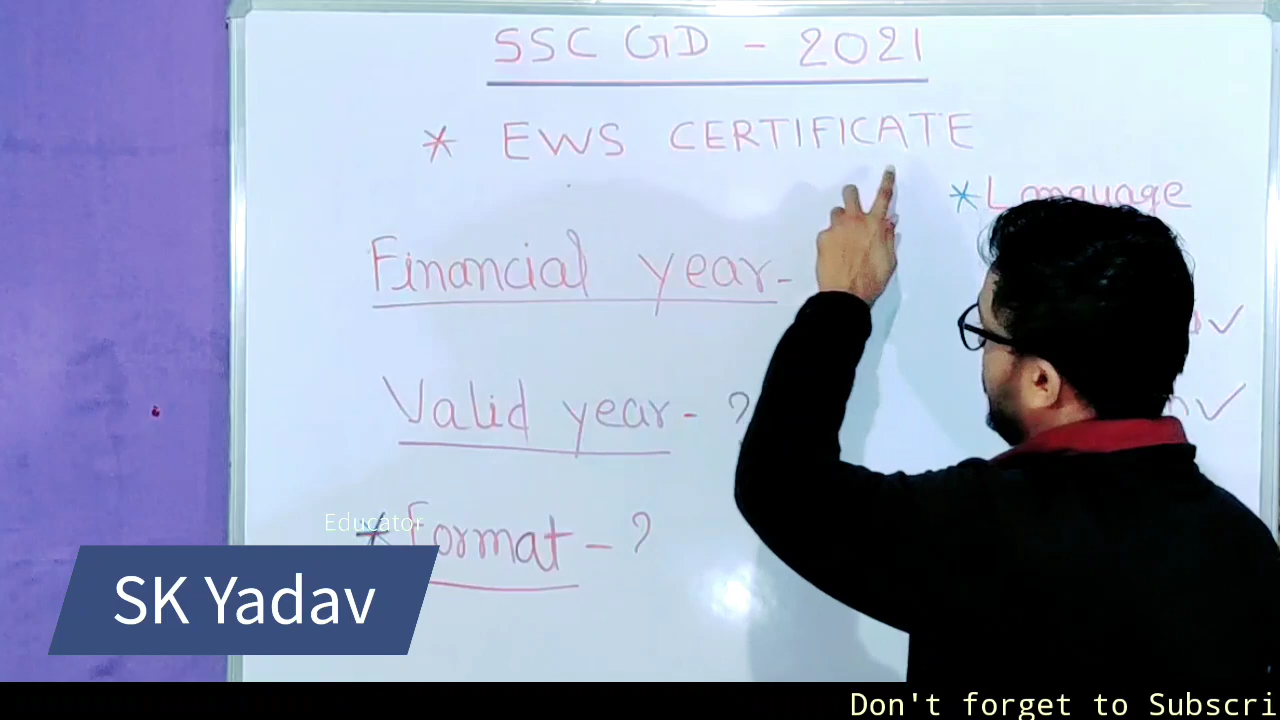 SSC GD - 2021
* EWS CERTIFICATE
* Language
Financial year-
✓
Valid year- ?
✓
Educator
* Format - ?
SK Yadav
Don't forget to Subscri